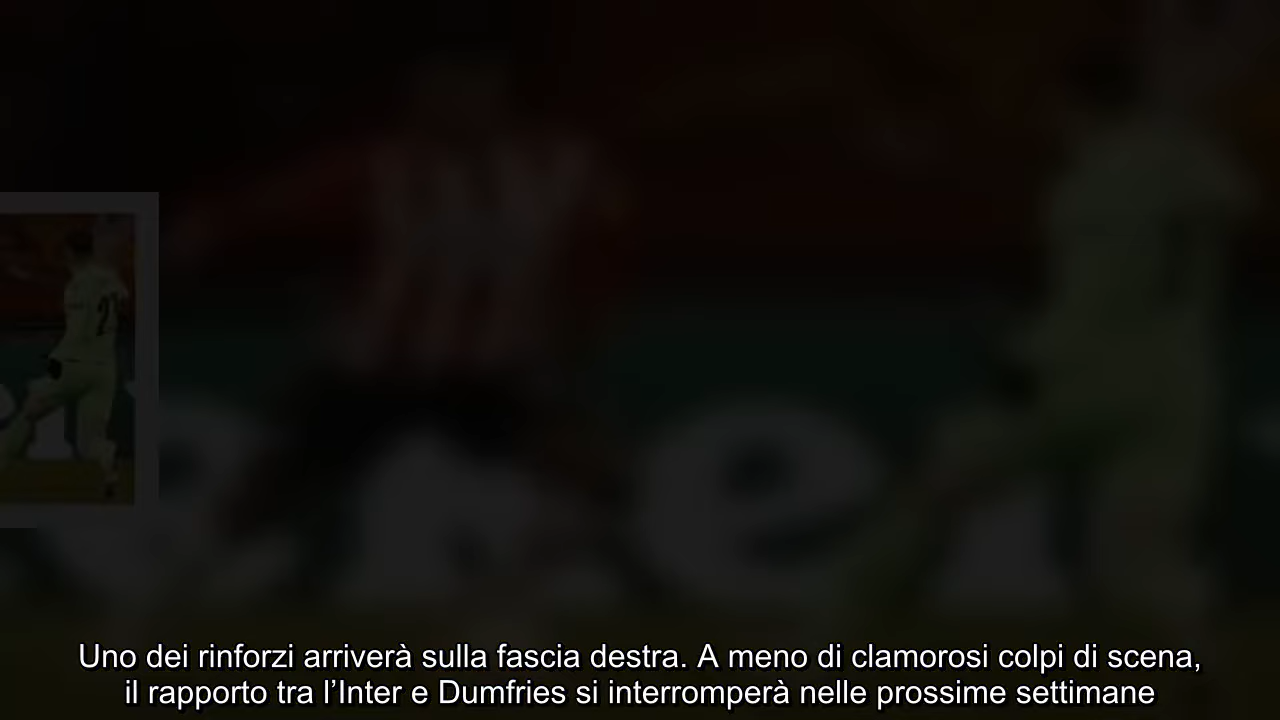 Uno dei rinforzi arriverà sulla fascia destra. A meno di clamorosi colpi di scena,
il rapporto tra l’Inter e Dumfries si interromperà nelle prossime settimane